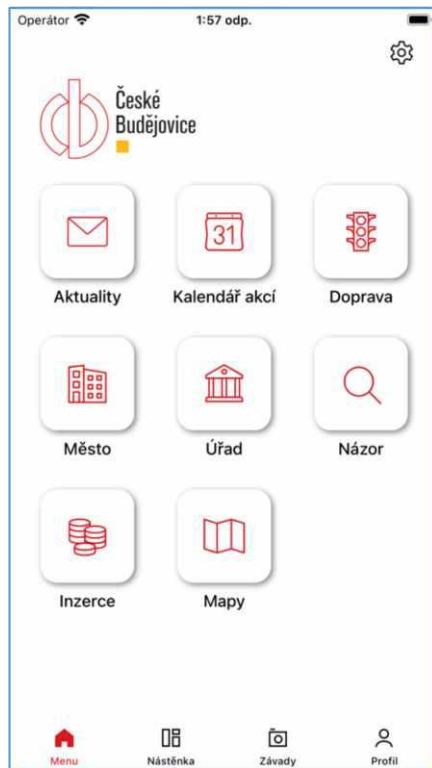 Operátor 1:57 odp.
České
Budějovice
Aktuality Kalendář akcí Doprava
31
Město Úřad Názor
Inzerce Mapy
Menu Nástěnka Závady Profil